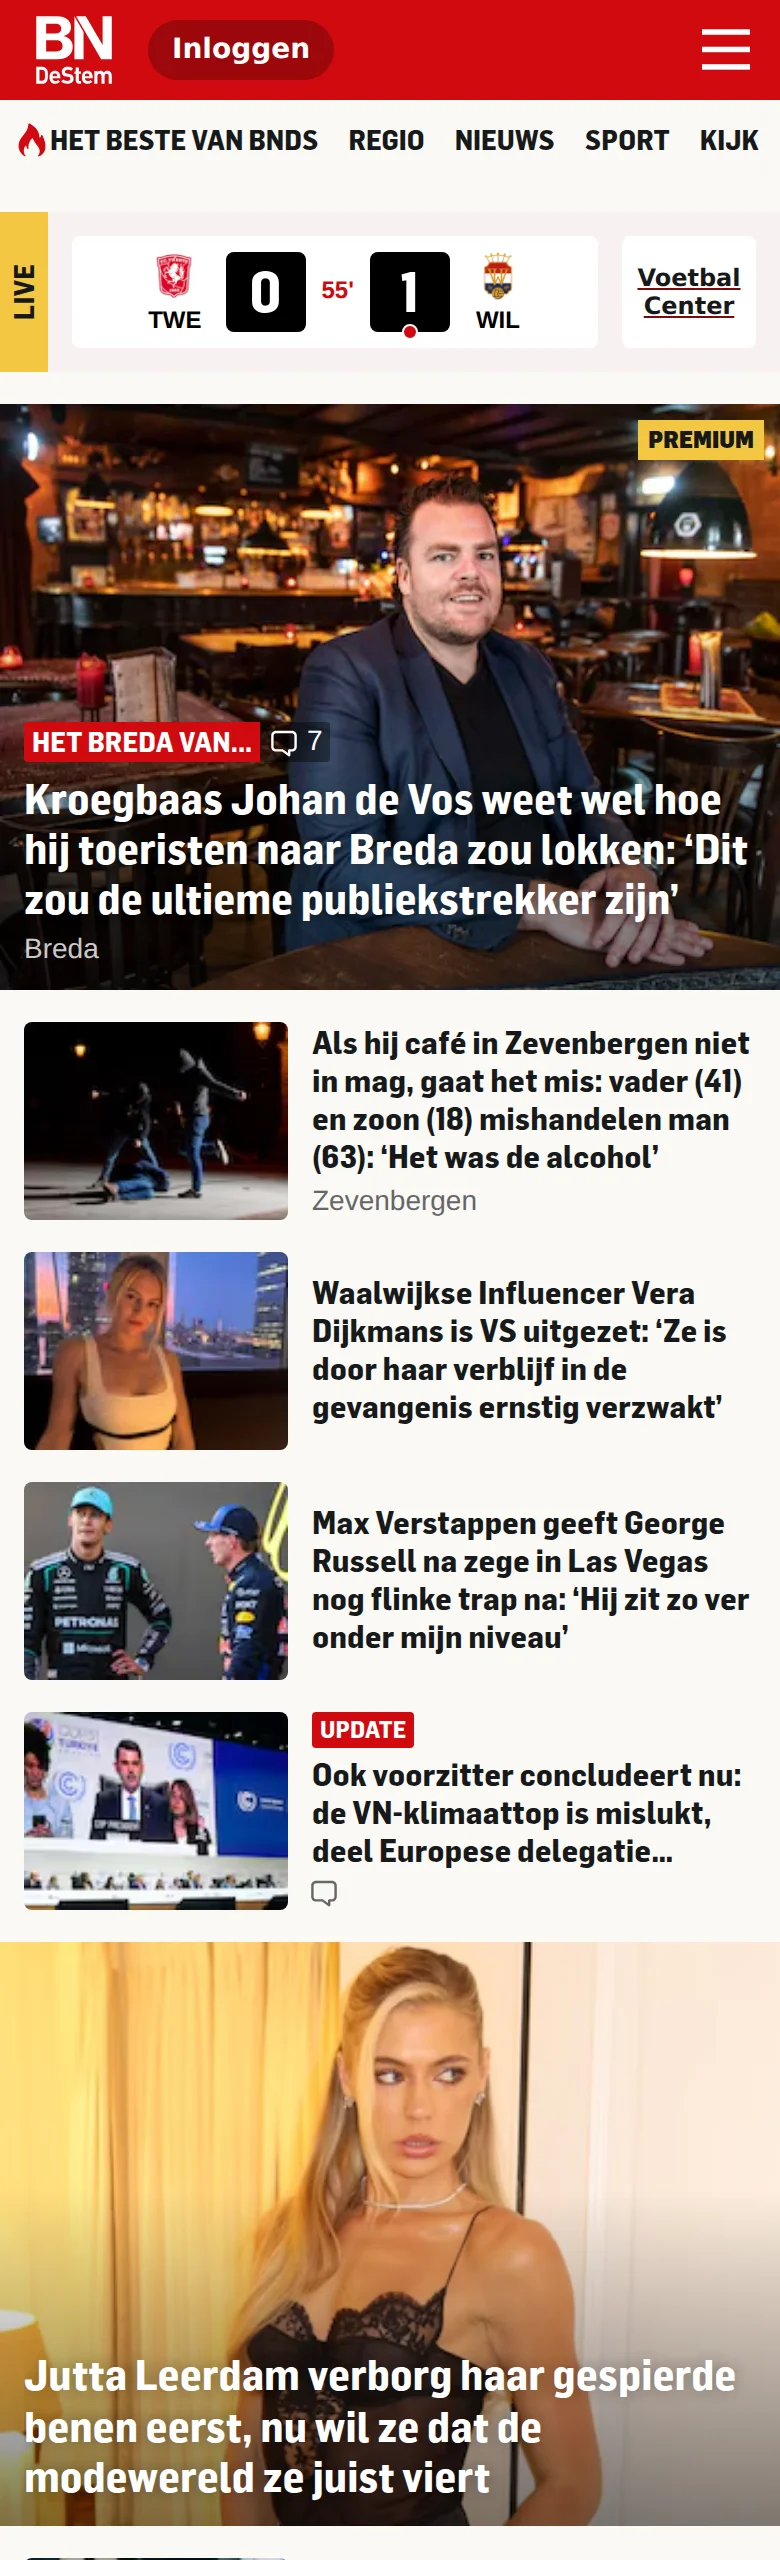 BN
DeStem
Inloggen
HET BESTE VAN BNDS REGIO NIEUWS SPORT KIJK
LIVE
TWE
0
55'
1
WIL
Voetbal
Center
PREMIUM
HET BREDA VAN... 7
Kroegbaas Johan de Vos weet wel hoe
hij toeristen naar Breda zou lokken: ‘Dit
zou de ultieme publiekstrekker zijn’
Breda
Als hij café in Zevenbergen niet
in mag, gaat het mis: vader (41)
en zoon (18) mishandelen man
(63): ‘Het was de alcohol’
Zevenbergen
Waalwijkse Influencer Vera
Dijkmans is VS uitgezet: ‘Ze is
door haar verblijf in de
gevangenis ernstig verzwakt’
PETRONAS
Microsoft
Max Verstappen geeft George
Russell na zege in Las Vegas
nog flinke trap na: ‘Hij zit zo ver
onder mijn niveau’
UPDATE
Ook voorzitter concludeert nu:
de VN-klimaattop is mislukt,
deel Europese delegatie...
Jutta Leerdam verborg haar gespierde
benen eerst, nu wil ze dat de
modewereld ze juist viert